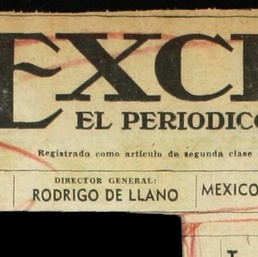 EXC
EL PERIODICO
Registrado como artículo de segunda clase
DIRECTOR GENERAL:
RODRIGO DE LLANO
MEXICO